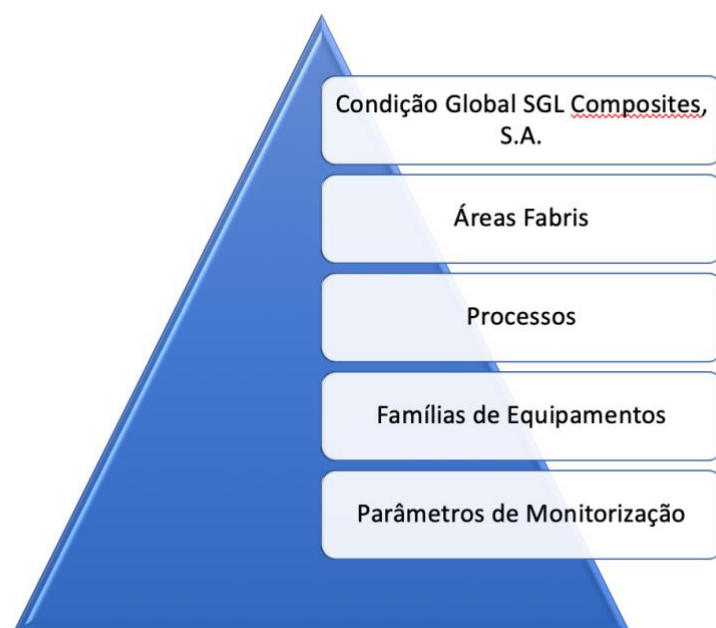 Condição Global SGL Composites,
S.A.
Áreas Fabris
Processos
Famílias de Equipamentos
Parâmetros de Monitorização